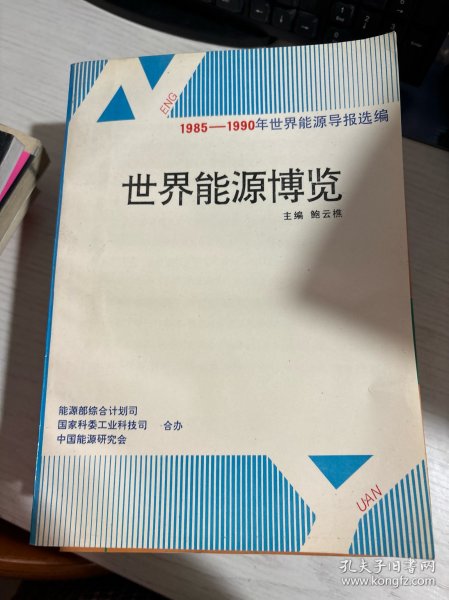 ENG
1985—1990年世界能源导报选编
世界能源博览
主编 鲍云樵
能源部综合计划司
国家科委工业科技司 合办
中国能源研究会
UAN
孔夫子旧书网
www.kongfz.com